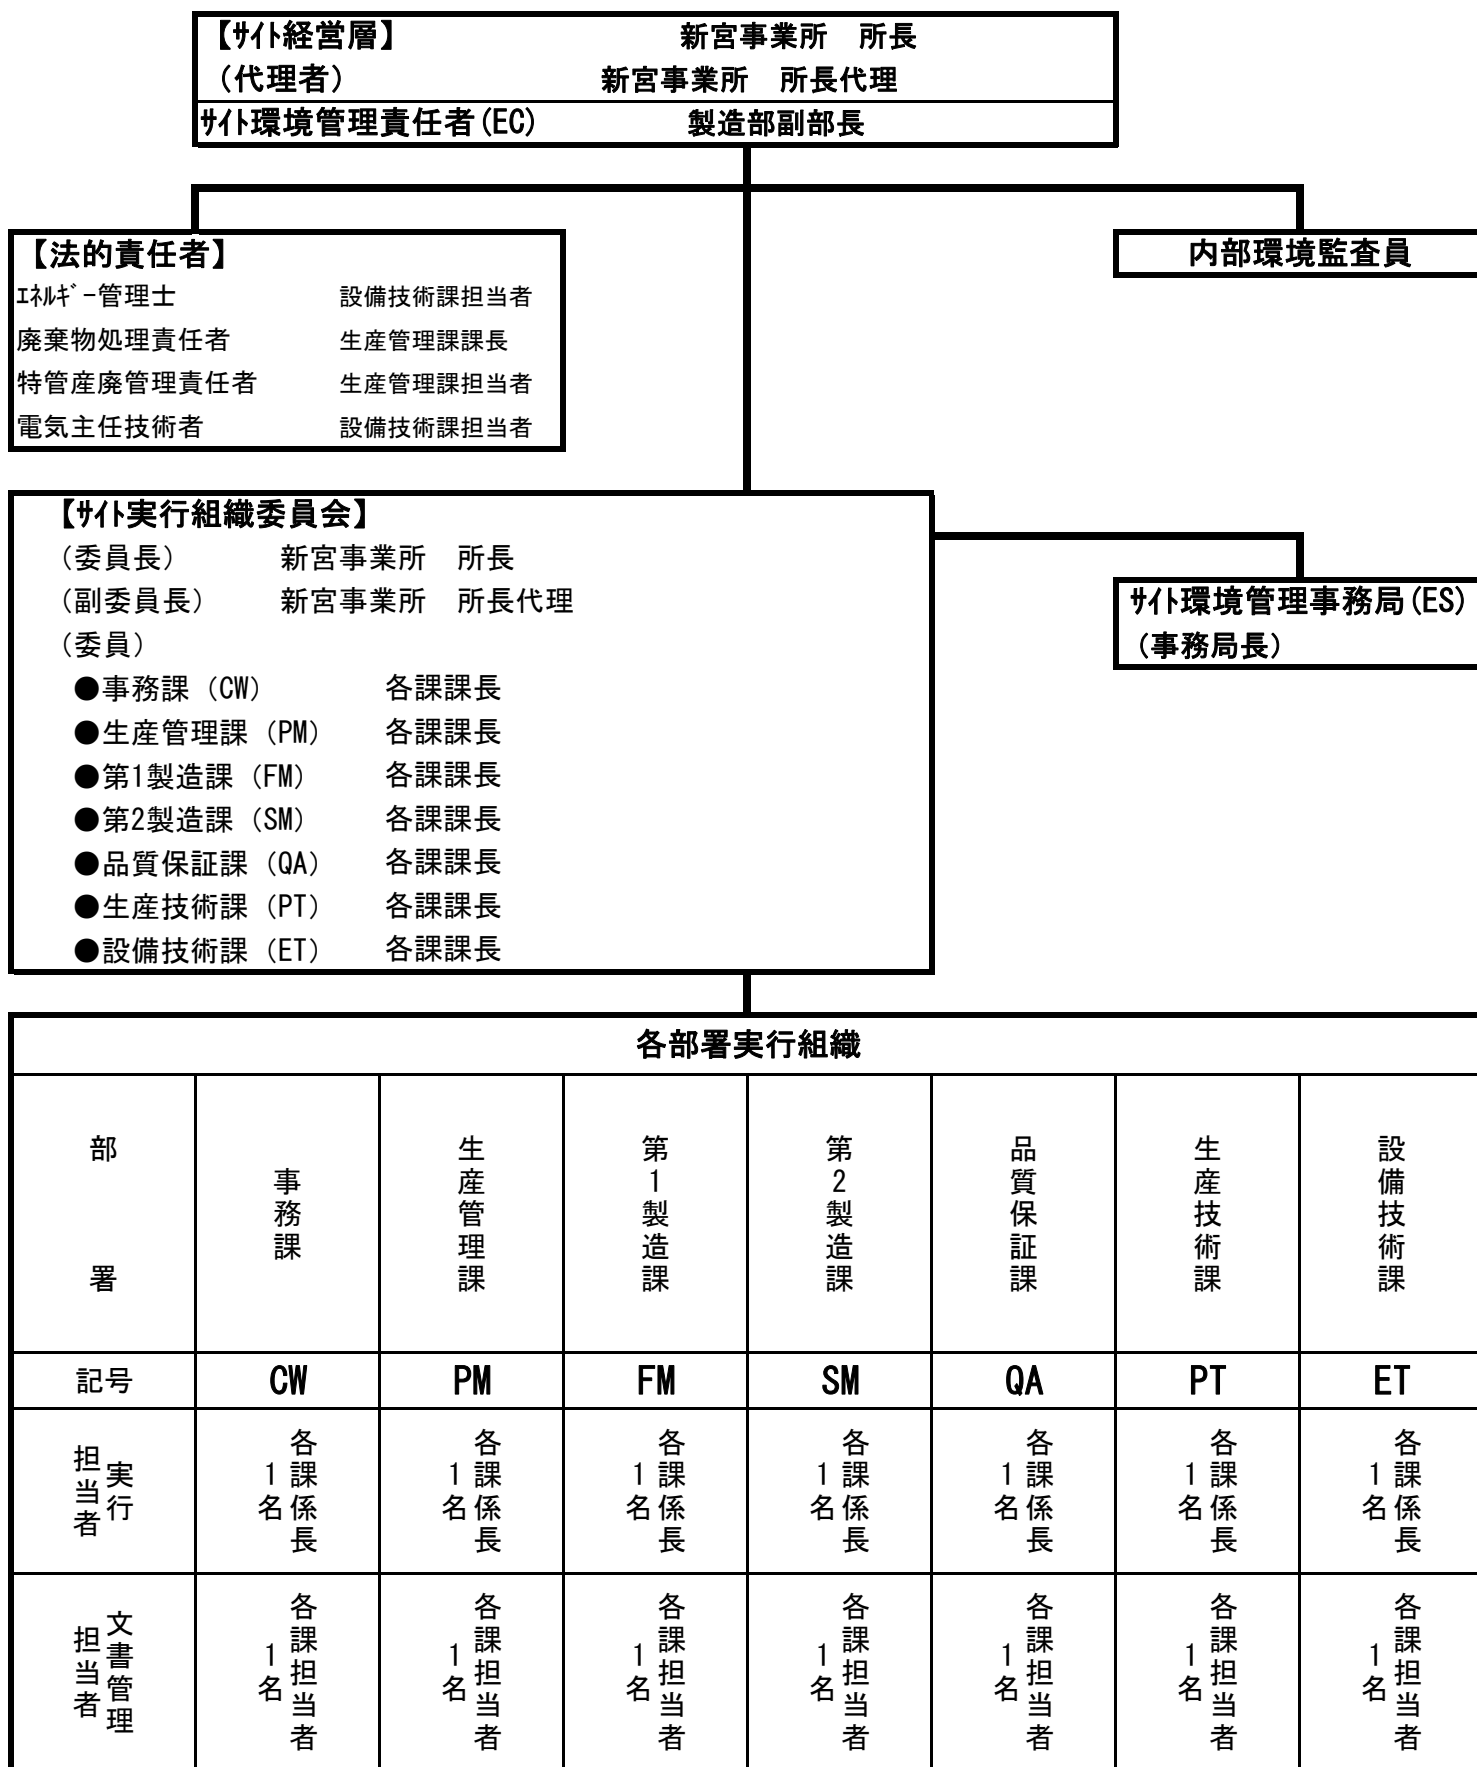 【ｻｲﾄ経営層】 新宮事業所　所長
（代理者） 新宮事業所　所長代理
ｻｲﾄ環境管理責任者(EC) 製造部副部長
【法的責任者】
ｴﾈﾙｷﾞｰ管理士 設備技術課担当者
廃棄物処理責任者 生産管理課課長
特管産廃管理責任者 生産管理課担当者
電気主任技術者 設備技術課担当者
内部環境監査員
【ｻｲﾄ実行組織委員会】
（委員長） 新宮事業所　所長
（副委員長） 新宮事業所　所長代理
（委員）
●事務課（CW） 各課課長
●生産管理課（PM） 各課課長
●第1製造課（FM） 各課課長
●第2製造課（SM） 各課課長
●品質保証課（QA） 各課課長
●生産技術課（PT） 各課課長
●設備技術課（ET） 各課課長
ｻｲﾄ環境管理事務局(ES)
（事務局長）
各部署実行組織
部署 事務課 生産管理課 第1製造課 第2製造課 品質保証課 生産技術課 設備技術課
記号 CW PM FM SM QA PT ET
実行担当者 各課係長1名 各課係長1名 各課係長1名 各課係長1名 各課係長1名 各課係長1名 各課係長1名
文書管理担当者 各課担当者1名 各課担当者1名 各課担当者1名 各課担当者1名 各課担当者1名 各課担当者1名 各課担当者1名